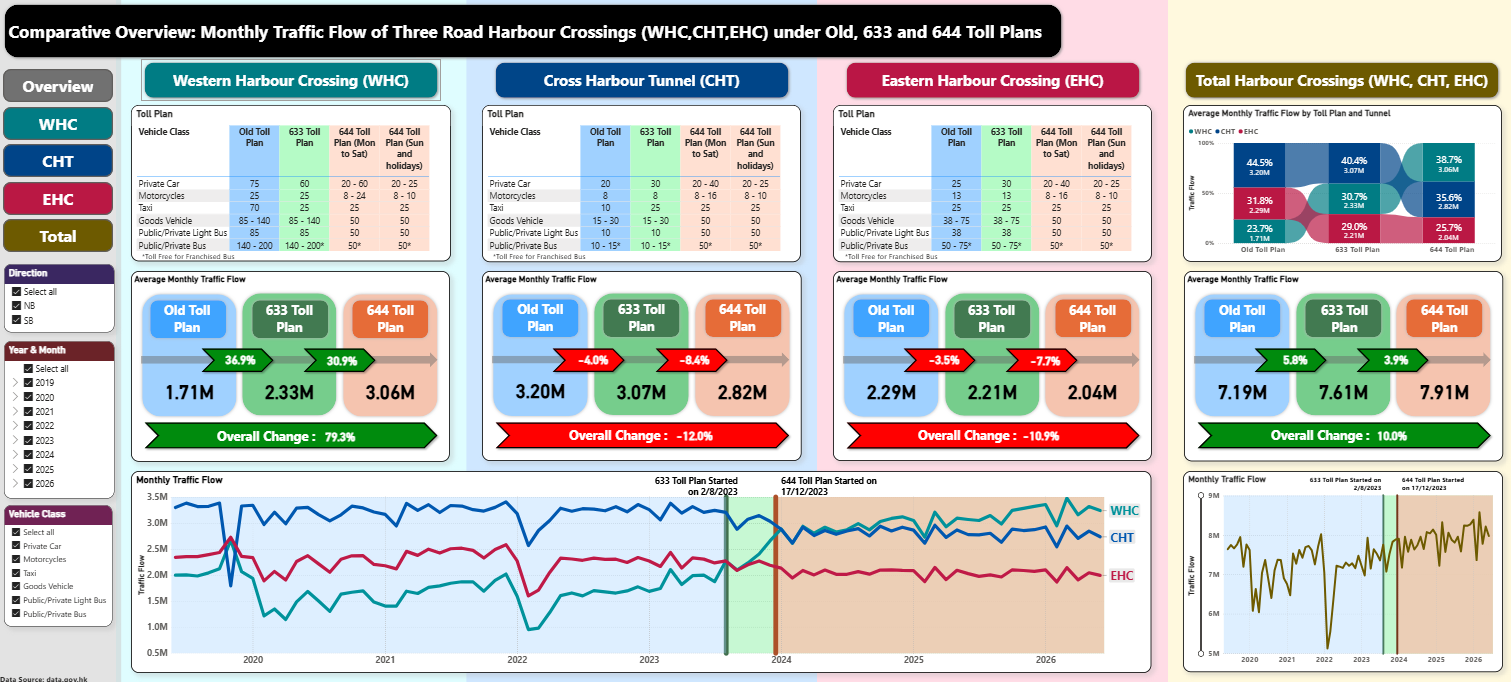 Comparative Overview: Monthly Traffic Flow of Three Road Harbour Crossings (WHC,CHT,EHC) under Old, 633 and 644 Toll Plans
Overview
WHC
CHT
EHC
Total
Direction
Select all
NB
SB
Year & Month
Select all
2019
2020
2021
2022
2023
2024
2025
2026
Vehicle Class
Select all
Private Car
Motorcycles
Taxi
Goods Vehicle
Public/Private Light Bus
Public/Private Bus
Data Source: data.gov.hk
Western Harbour Crossing (WHC)
Toll Plan
Vehicle Class Old Toll Plan 633 Toll Plan 644 Toll Plan (Mon to Sat) 644 Toll Plan (Sun and holidays)
Private Car 75 60 20 - 60 20 - 25
Motorcycles 25 25 8 - 24 8 - 10
Taxi 70 25 25 25
Goods Vehicle 85 - 140 85 - 140 50 50
Public/Private Light Bus 85 85 50 50
Public/Private Bus 140 - 200 140 - 200* 50* 50*
*Toll Free for Franchised Bus
Average Monthly Traffic Flow
Old Toll Plan
633 Toll Plan
644 Toll Plan
36.9%
30.9%
1.71M
2.33M
3.06M
Overall Change : 79.3%
Cross Harbour Tunnel (CHT)
Toll Plan
Vehicle Class Old Toll Plan 633 Toll Plan 644 Toll Plan (Mon to Sat) 644 Toll Plan (Sun and holidays)
Private Car 20 30 20 - 40 20 - 25
Motorcycles 8 8 8 - 16 8 - 10
Taxi 10 25 25 25
Goods Vehicle 15 - 30 15 - 30 50 50
Public/Private Light Bus 10 10 50 50
Public/Private Bus 10 - 15* 10 - 15* 50* 50*
*Toll Free for Franchised Bus
Average Monthly Traffic Flow
Old Toll Plan
633 Toll Plan
644 Toll Plan
-4.0%
-8.4%
3.20M
3.07M
2.82M
Overall Change : -12.0%
Eastern Harbour Crossing (EHC)
Toll Plan
Vehicle Class Old Toll Plan 633 Toll Plan 644 Toll Plan (Mon to Sat) 644 Toll Plan (Sun and holidays)
Private Car 25 30 20 - 40 20 - 25
Motorcycles 13 13 8 - 16 8 - 10
Taxi 25 25 25 25
Goods Vehicle 38 - 75 38 - 75 50 50
Public/Private Light Bus 38 38 50 50
Public/Private Bus 50 - 75* 50 - 75* 50* 50*
*Toll Free for Franchised Bus
Average Monthly Traffic Flow
Old Toll Plan
633 Toll Plan
644 Toll Plan
-3.5%
-7.7%
2.29M
2.21M
2.04M
Overall Change : -10.9%
Total Harbour Crossings (WHC, CHT, EHC)
Average Monthly Traffic Flow by Toll Plan and Tunnel
WHC CHT EHC
Traffic Flow
100%
50%
0%
44.5%
3.20M
31.8%
2.29M
23.7%
1.71M
40.4%
3.07M
30.7%
2.33M
29.0%
2.21M
38.7%
3.06M
35.6%
2.82M
25.7%
2.04M
Old Toll Plan
633 Toll Plan
644 Toll Plan
Average Monthly Traffic Flow
Old Toll Plan
633 Toll Plan
644 Toll Plan
5.8%
3.9%
7.19M
7.61M
7.91M
Overall Change : 10.0%
Monthly Traffic Flow
633 Toll Plan Started
on 2/8/2023
644 Toll Plan Started on
17/12/2023
Traffic Flow
3.5M
3.0M
2.5M
2.0M
1.5M
1.0M
0.5M
WHC
CHT
EHC
2020 2021 2022 2023 2024 2025 2026
Monthly Traffic Flow
633 Toll Plan Started on
2/8/2023
644 Toll Plan Started
on 17/12/2023
Traffic Flow
9M
8M
7M
6M
5M
2020 2021 2022 2023 2024 2025 2026